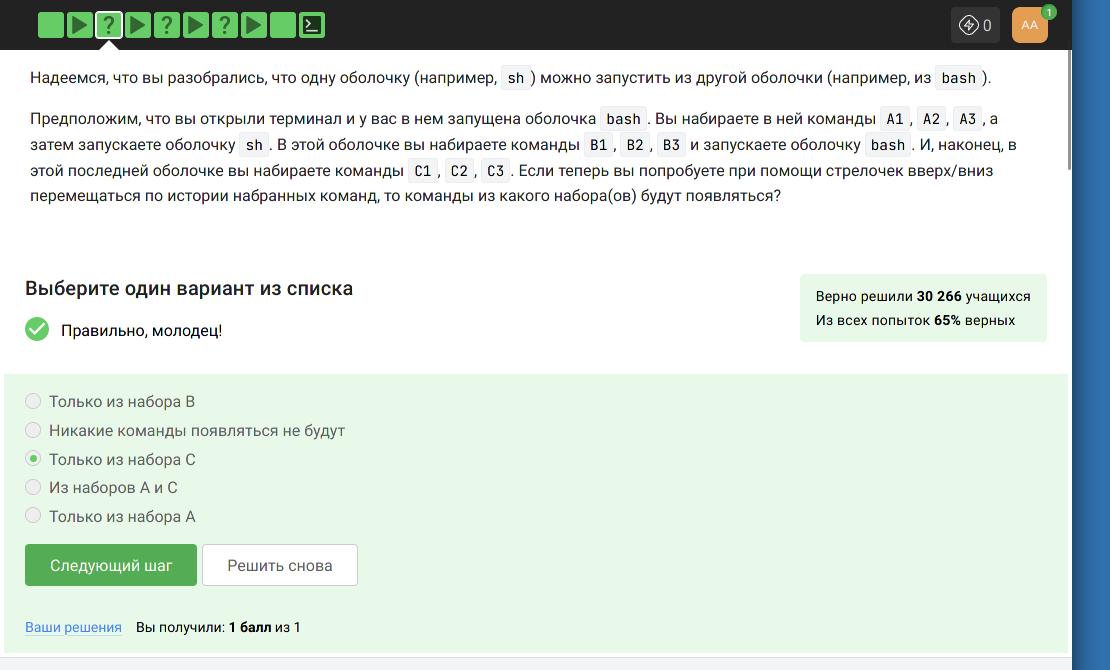 ? ? ? >_ 0 AA 1
Надеемся, что вы разобрались, что одну оболочку (например, sh ) можно запустить из другой оболочки (например, из bash ).
Предположим, что вы открыли терминал и у вас в нем запущена оболочка bash . Вы набираете в ней команды A1 , A2 , A3 , а
затем запускаете оболочку sh . В этой оболочке вы набираете команды B1 , B2 , B3 и запускаете оболочку bash . И, наконец, в
этой последней оболочке вы набираете команды C1 , C2 , C3 . Если теперь вы попробуете при помощи стрелочек вверх/вниз
перемещаться по истории набранных команд, то команды из какого набора(ов) будут появляться?
Выберите один вариант из списка
Правильно, молодец!
Верно решили 30 266 учащихся
Из всех попыток 65% верных
Только из набора B
Никакие команды появляться не будут
Только из набора C
Из наборов A и C
Только из набора A
Следующий шаг
Решить снова
Ваши решения Вы получили: 1 балл из 1